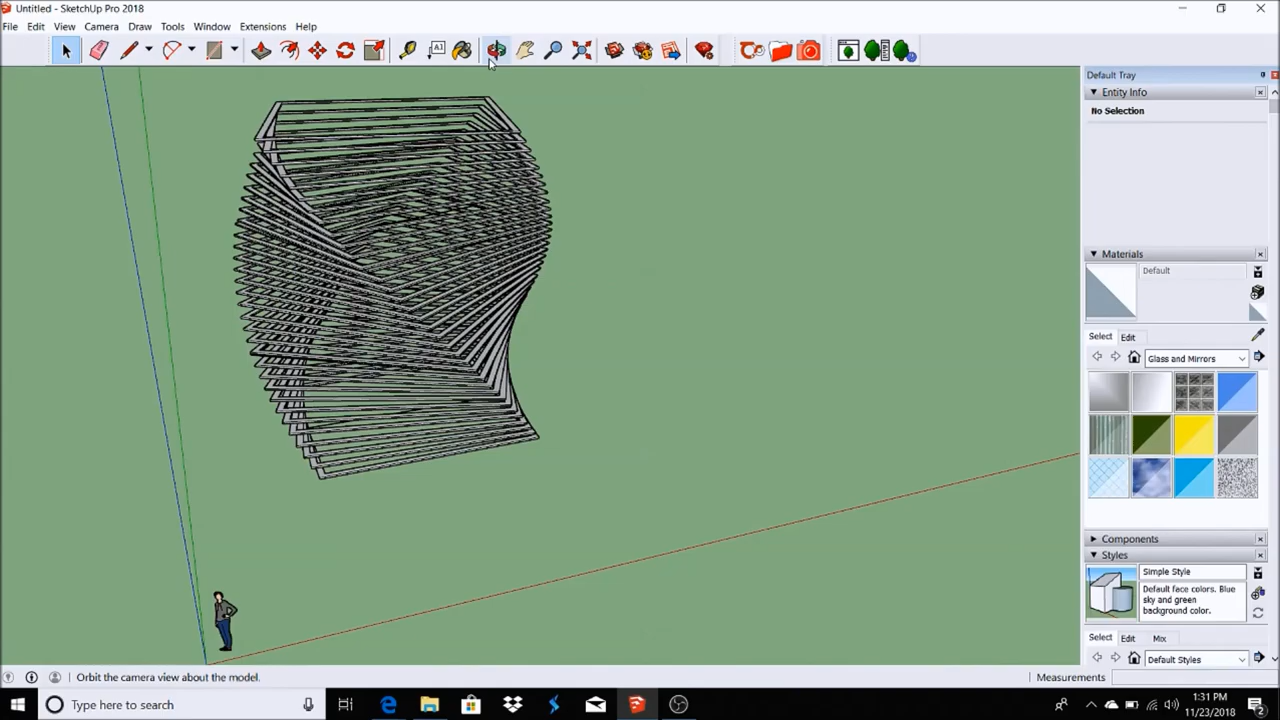 Untitled - SketchUp Pro 2018
File Edit View Camera Draw Tools Window Extensions Help
Default Tray
Entity Info
No Selection
Materials
Default
Select Edit
Glass and Mirrors
Components
Styles
Simple Style
Default face colors. Blue
sky and green
background color.
Select Edit Mix
Default Styles
Orbit the camera view about the model.
Measurements
Type here to search
1:31 PM
11/23/2018
2